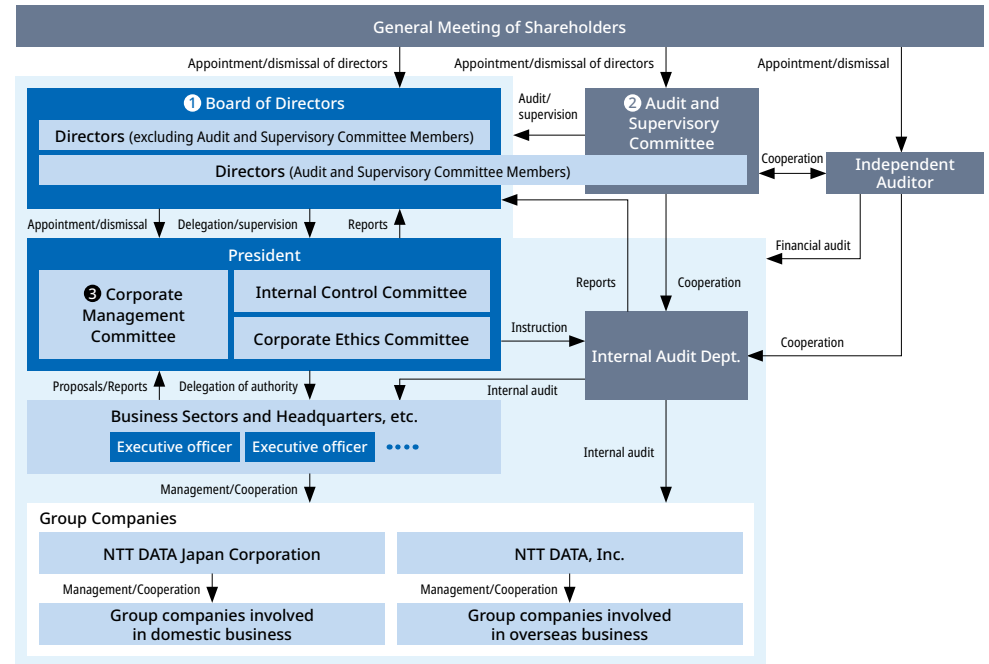 General Meeting of Shareholders
Appointment/dismissal of directors
Appointment/dismissal of directors
Appointment/dismissal
1 Board of Directors
Directors (excluding Audit and Supervisory Committee Members)
Directors (Audit and Supervisory Committee Members)
Audit/
supervision
2 Audit and
Supervisory
Committee
Cooperation
Independent
Auditor
Appointment/dismissal
Delegation/supervision
Reports
Financial audit
President
3 Corporate
Management
Committee
Internal Control Committee
Corporate Ethics Committee
Reports
Cooperation
Instruction
Internal Audit Dept.
Cooperation
Proposals/Reports
Delegation of authority
Internal audit
Business Sectors and Headquarters, etc.
Executive officer
Executive officer
Internal audit
Management/Cooperation
Group Companies
NTT DATA Japan Corporation
NTT DATA, Inc.
Management/Cooperation
Management/Cooperation
Group companies involved
in domestic business
Group companies involved
in overseas business